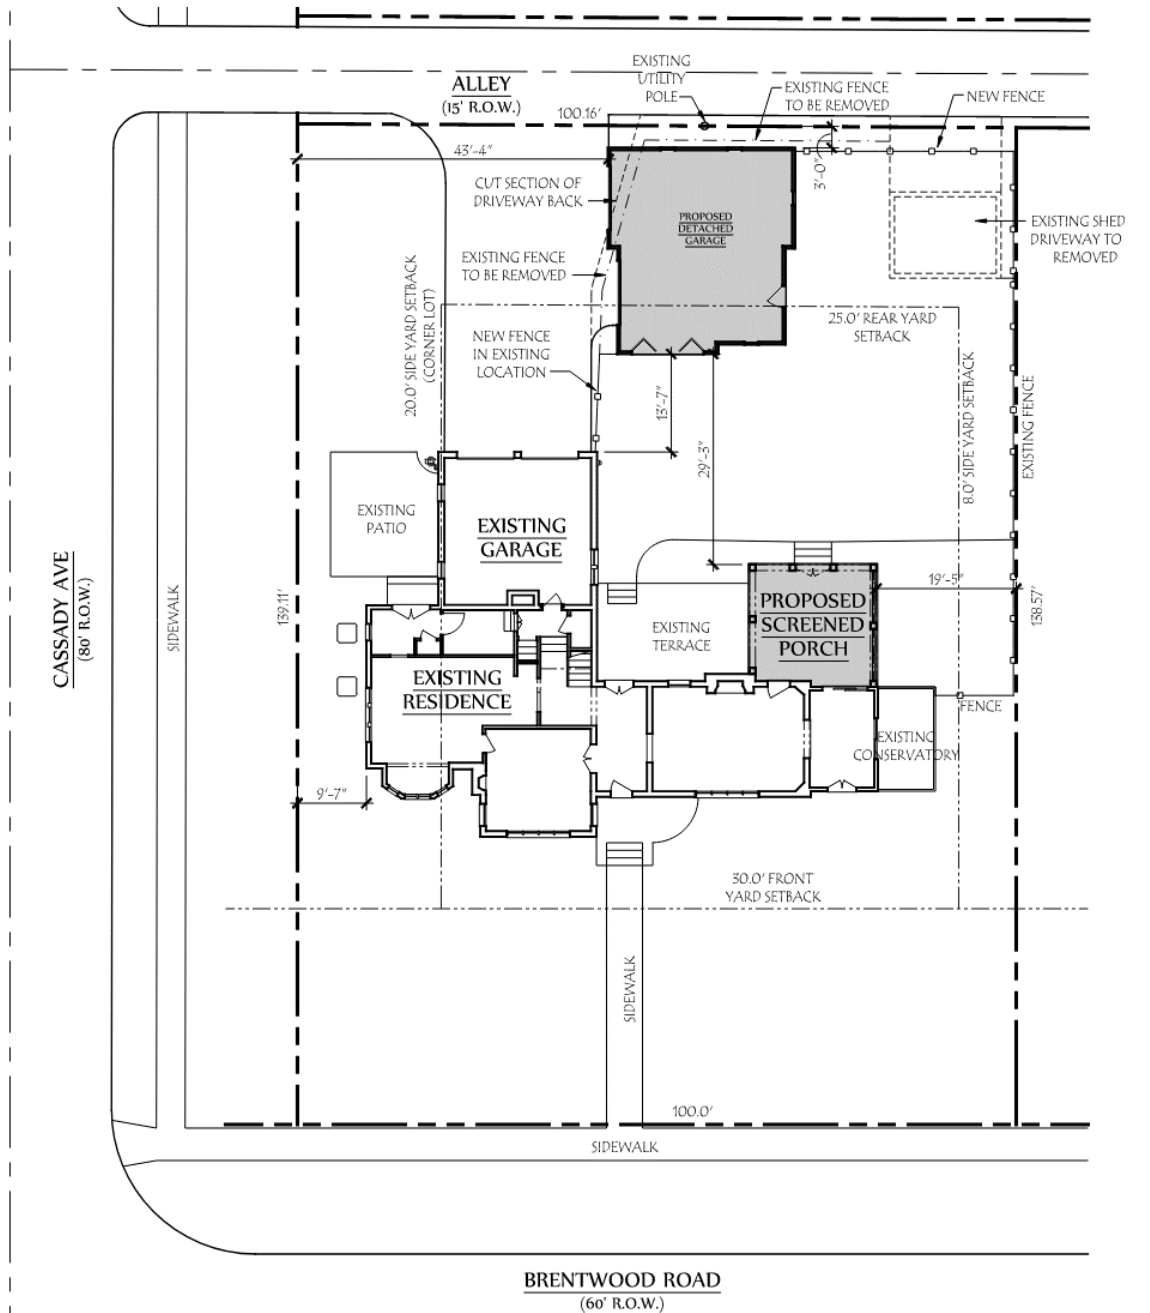 EXISTING
UTILITY
POLE
ALLEY
(15' R.O.W.)
100.16'
EXISTING FENCE
TO BE REMOVED
NEW FENCE
43'-4"
3'-0"
CUT SECTION OF
DRIVEWAY BACK
PROPOSED
DETACHED
GARAGE
EXISTING SHED
DRIVEWAY TO
REMOVED
EXISTING FENCE
TO BE REMOVED
20.0' SIDE YARD SETBACK
(CORNER LOT)
25.0' REAR YARD
SETBACK
NEW FENCE
IN EXISTING
LOCATION
13'-7"
29'-3"
8.0' SIDE YARD SETBACK
EXISTING FENCE
EXISTING
PATIO
EXISTING
GARAGE
CASSADY AVE
(80' R.O.W.)
SIDEWALK
139.11'
19'-5"
138.57'
PROPOSED
SCREENED
PORCH
EXISTING
TERRACE
EXISTING
RESIDENCE
FENCE
EXISTING
CONSERVATORY
9'-7"
30.0' FRONT
YARD SETBACK
SIDEWALK
100.0'
SIDEWALK
BRENTWOOD ROAD
(60' R.O.W.)